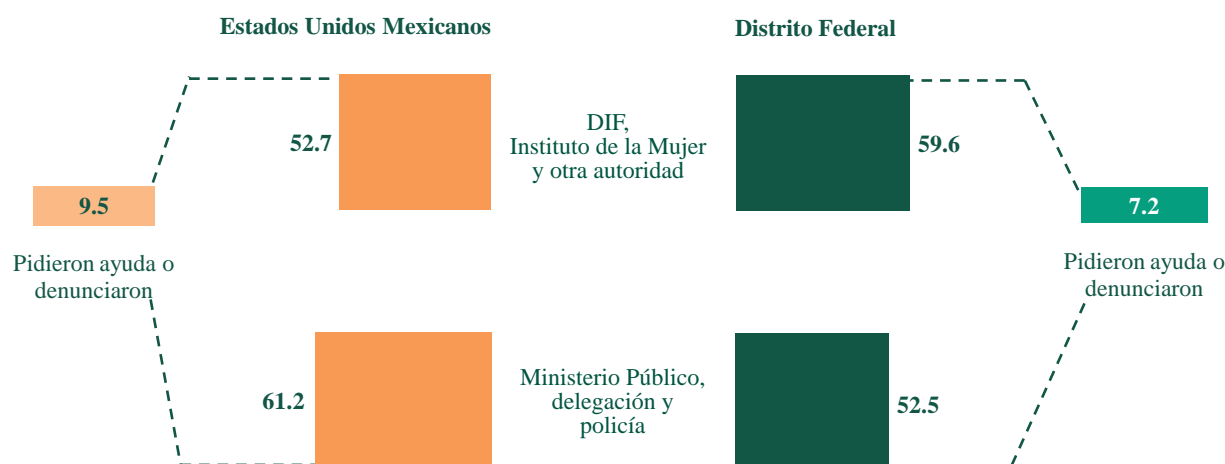 Estados Unidos Mexicanos
Distrito Federal
52.7
DIF,
Instituto de la Mujer
y otra autoridad
59.6
9.5
7.2
Pidieron ayuda o
denunciaron
Pidieron ayuda o
denunciaron
61.2
Ministerio Público,
delegación y
policía
52.5